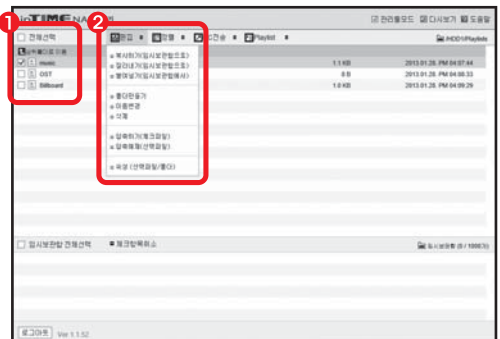 ioTIME NA
관리모드 다시보기 도움말
전체선택 편집 정렬 전송 Playlist /HDD1/Playlists
상위폴더로 이동
music 1.1 KB 2013.01.28. PM 04:07:44
OST 8 B 2013.01.28. PM 04:08:33
Billboard 1.0 KB 2013.01.28. PM 04:09:29
복사하기(임시보관함으로)
잘라내기(임시보관함으로)
붙여넣기(임시보관함에서)
폴더만들기
이름변경
삭제
압축하기(체크파일)
압축해제(선택파일)
속성 (선택파일/폴더)
임시보관함 전체선택 체크항목취소 임시보관함 (0 / 1000개)
로그아웃 Ver 1.1.52
1
2